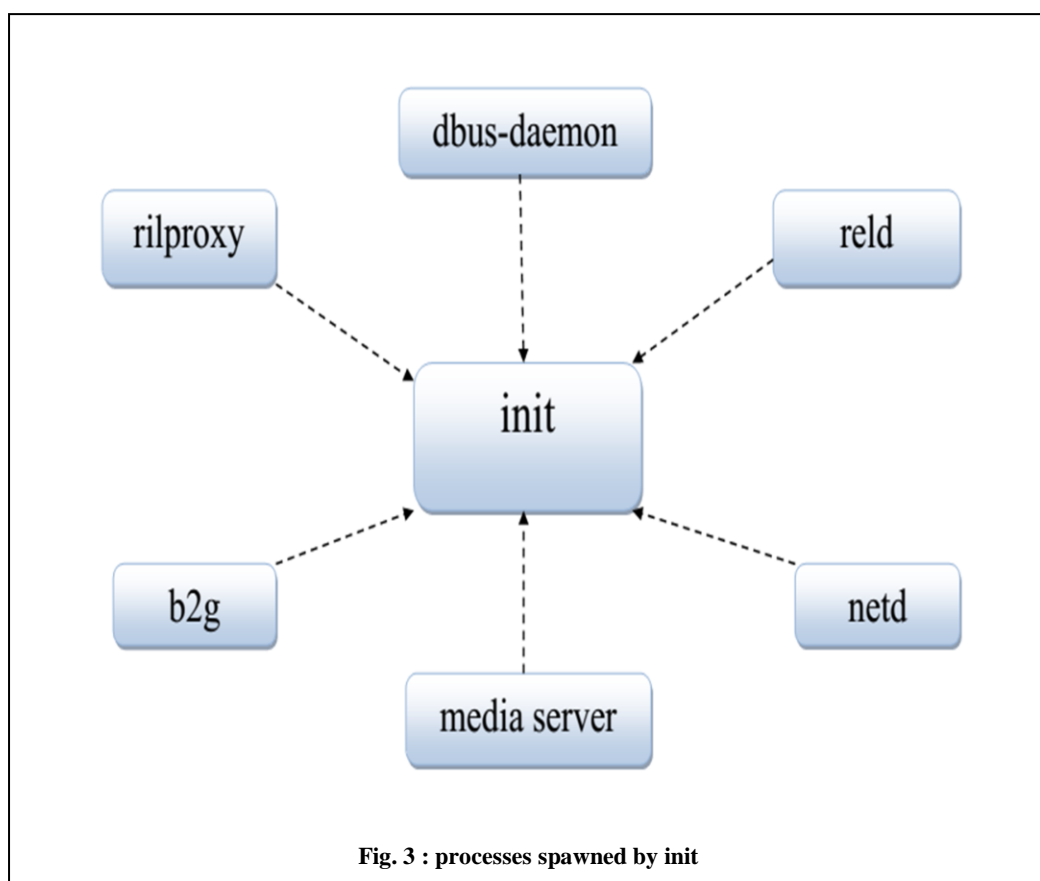 dbus-daemon
rilproxy
reld
init
b2g
netd
media server
Fig. 3 : processes spawned by init